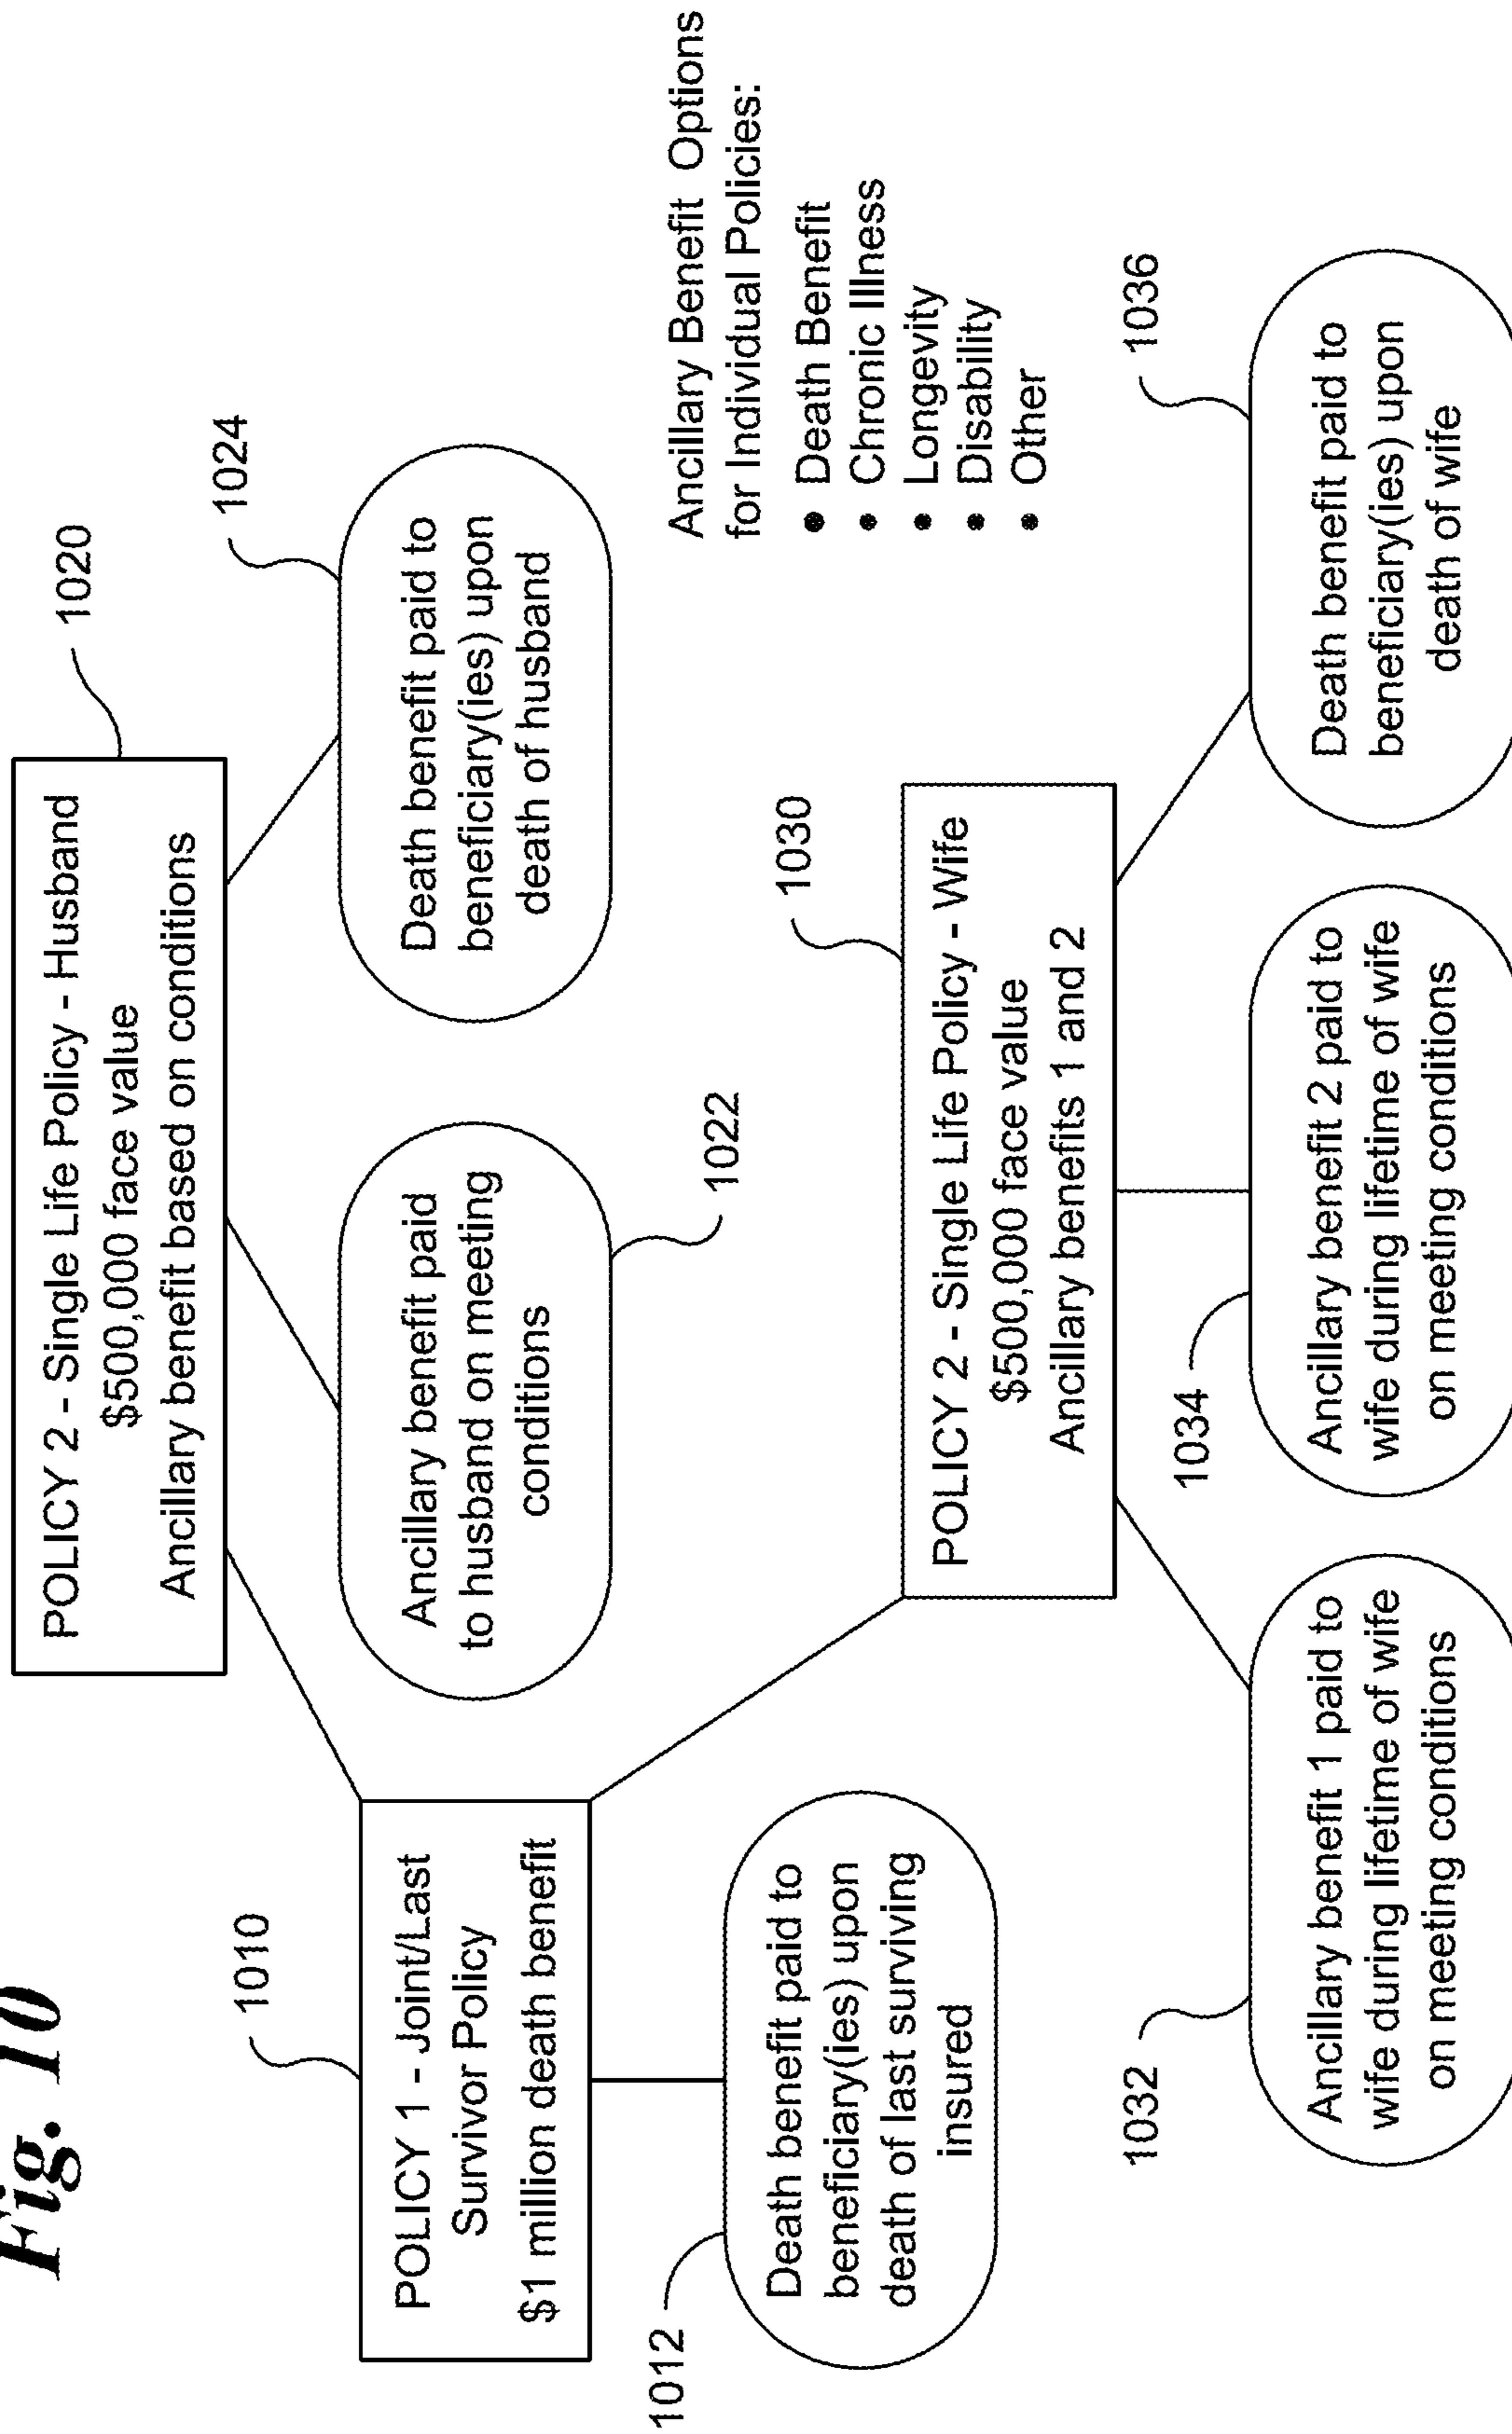 Fig. 10
1010
POLICY 1 - Joint/Last
Survivor Policy
$1 million death benefit
1012
Death benefit paid to
beneficiary(ies) upon
death of last surviving
insured
1020
POLICY 2 - Single Life Policy - Husband
$500,000 face value
Ancillary benefit based on conditions
1022
Ancillary benefit paid
to husband on meeting
conditions
1024
Death benefit paid to
beneficiary(ies) upon
death of husband
Ancillary Benefit Options
for Individual Policies:
● Death Benefit
• Chronic Illness
• Longevity
• Disability
• Other
1030
POLICY 2 - Single Life Policy - Wife
$500,000 face value
Ancillary benefits 1 and 2
1032
Ancillary benefit 1 paid to
wife during lifetime of wife
on meeting conditions
1034
Ancillary benefit 2 paid to
wife during lifetime of wife
on meeting conditions
1036
Death benefit paid to
beneficiary(ies) upon
death of wife